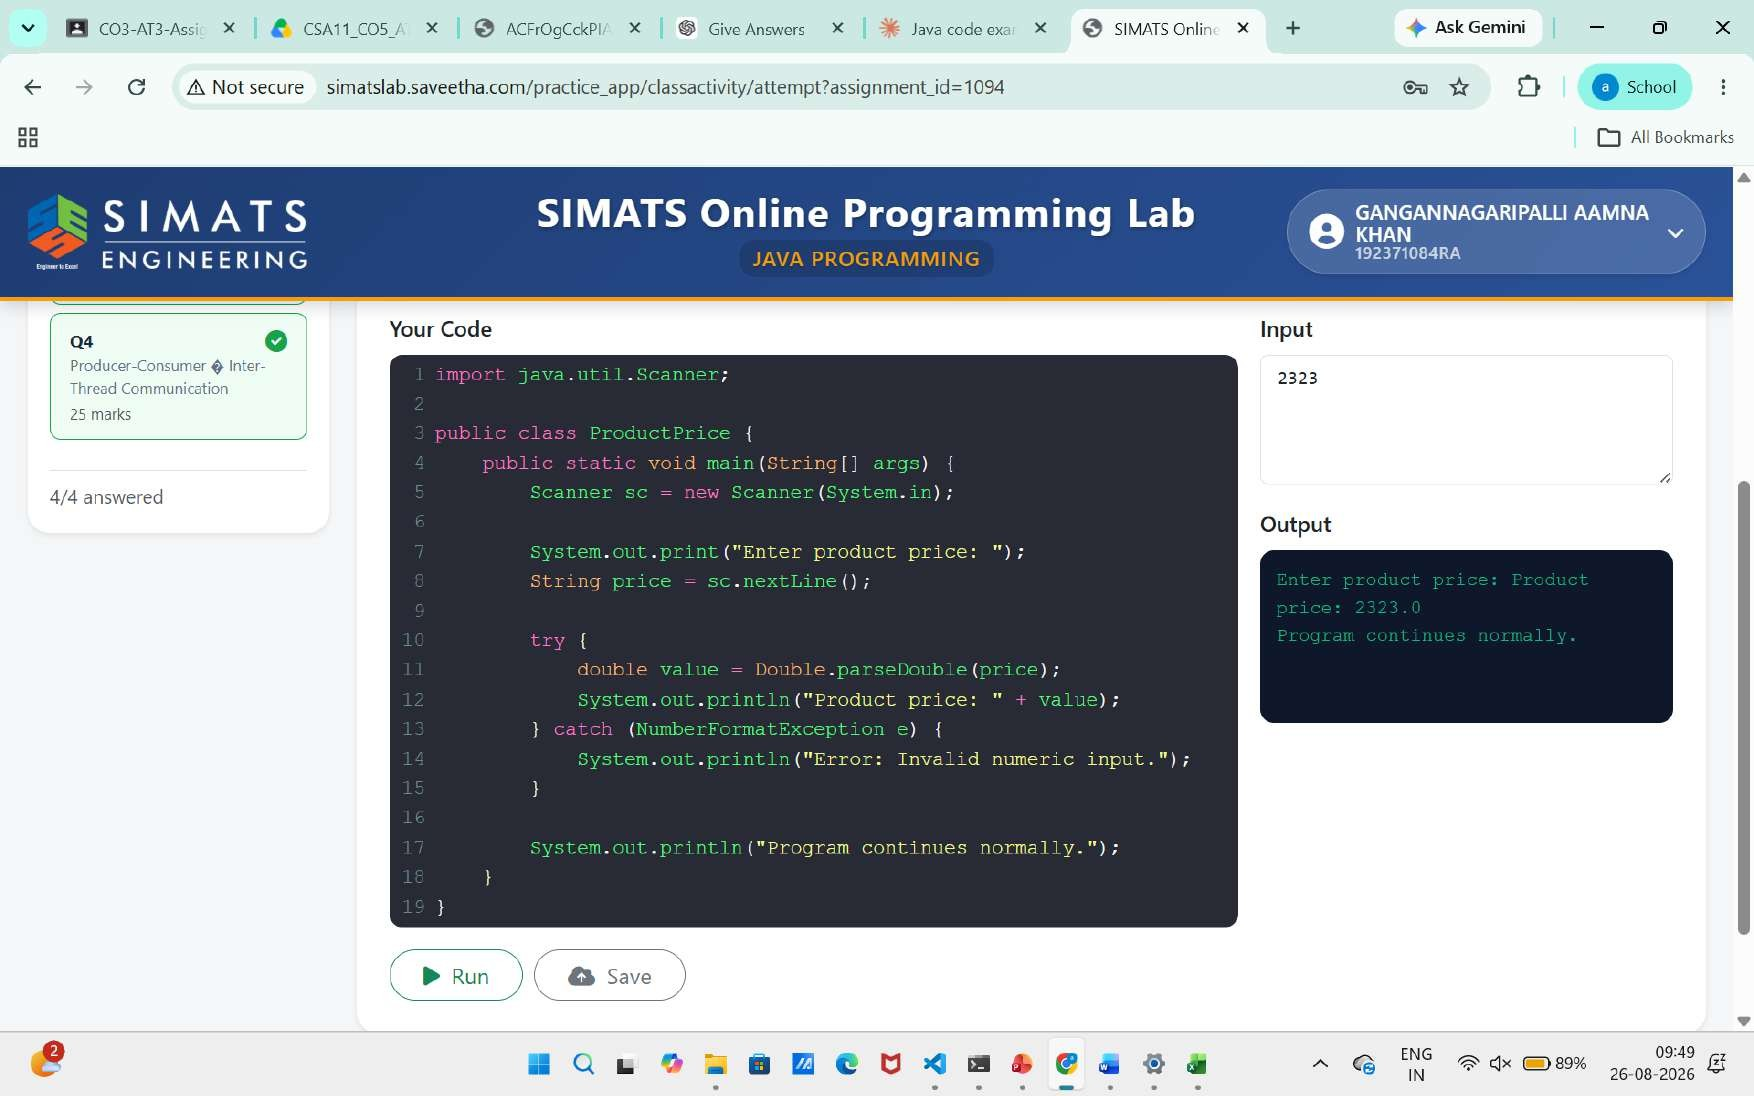 CO3-AT3-Assig
CSA11_CO5_A
ACFrOgCckPIA
Give Answers
Java code exa
SIMATS Online
Ask Gemini
Not secure
simatslab.saveetha.com/practice_app/classactivity/attempt?assignment_id=1094
a
School
All Bookmarks
SIMATS
ENGINEERING
Engineer to Excel
SIMATS Online Programming Lab
JAVA PROGRAMMING
GANGANNAGARIPALLI AAMNA
KHAN
192371084RA
Q4
Producer-Consumer � Inter-
Thread Communication
25 marks
4/4 answered
Your Code
1 import java.util.Scanner;
2
3 public class ProductPrice {
4     public static void main(String[] args) {
5         Scanner sc = new Scanner(System.in);
6
7         System.out.print("Enter product price: ");
8         String price = sc.nextLine();
9
10         try {
11             double value = Double.parseDouble(price);
12             System.out.println("Product price: " + value);
13         } catch (NumberFormatException e) {
14             System.out.println("Error: Invalid numeric input.");
15         }
16
17         System.out.println("Program continues normally.");
18     }
19 }
Run
Save
Input
2323
Output
Enter product price: Product
price: 2323.0
Program continues normally.
2
ENG
IN
89%
09:49
26-08-2026